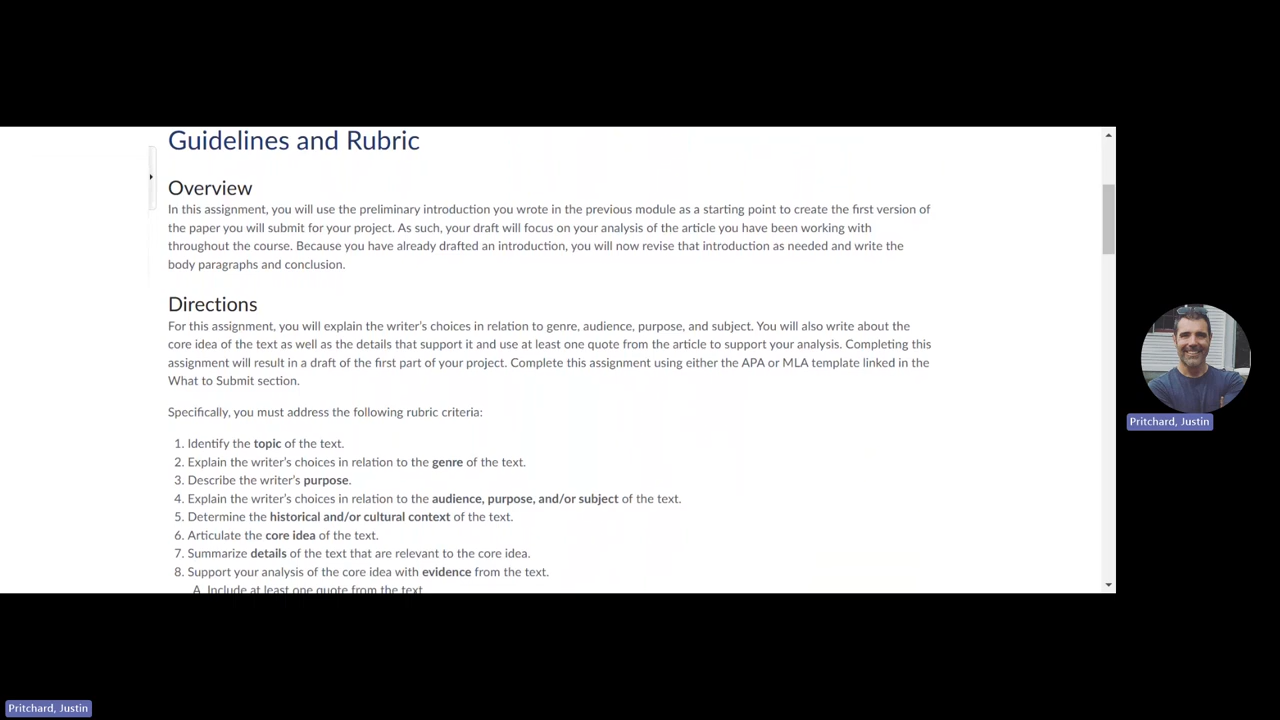 Guidelines and Rubric
Overview
In this assignment, you will use the preliminary introduction you wrote in the previous module as a starting point to create the first version of
the paper you will submit for your project. As such, your draft will focus on your analysis of the article you have been working with
throughout the course. Because you have already drafted an introduction, you will now revise that introduction as needed and write the
body paragraphs and conclusion.
Directions
For this assignment, you will explain the writer's choices in relation to genre, audience, purpose, and subject. You will also write about the
core idea of the text as well as the details that support it and use at least one quote from the article to support your analysis. Completing this
assignment will result in a draft of the first part of your project. Complete this assignment using either the APA or MLA template linked in the
What to Submit section.
Specifically, you must address the following rubric criteria:
1. Identify the topic of the text.
2. Explain the writer's choices in relation to the genre of the text.
3. Describe the writer's purpose.
4. Explain the writer's choices in relation to the audience, purpose, and/or subject of the text.
5. Determine the historical and/or cultural context of the text.
6. Articulate the core idea of the text.
7. Summarize details of the text that are relevant to the core idea.
8. Support your analysis of the core idea with evidence from the text.
A. Include at least one quote from the text
Pritchard, Justin
Pritchard, Justin